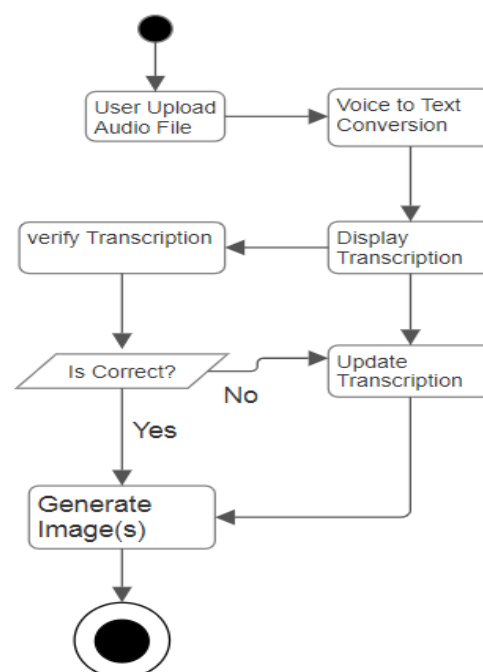 User Upload
Audio File
Voice to Text
Conversion
verify Transcription
Display
Transcription
Is Correct?
No
Update
Transcription
Yes
Generate
Image(s)